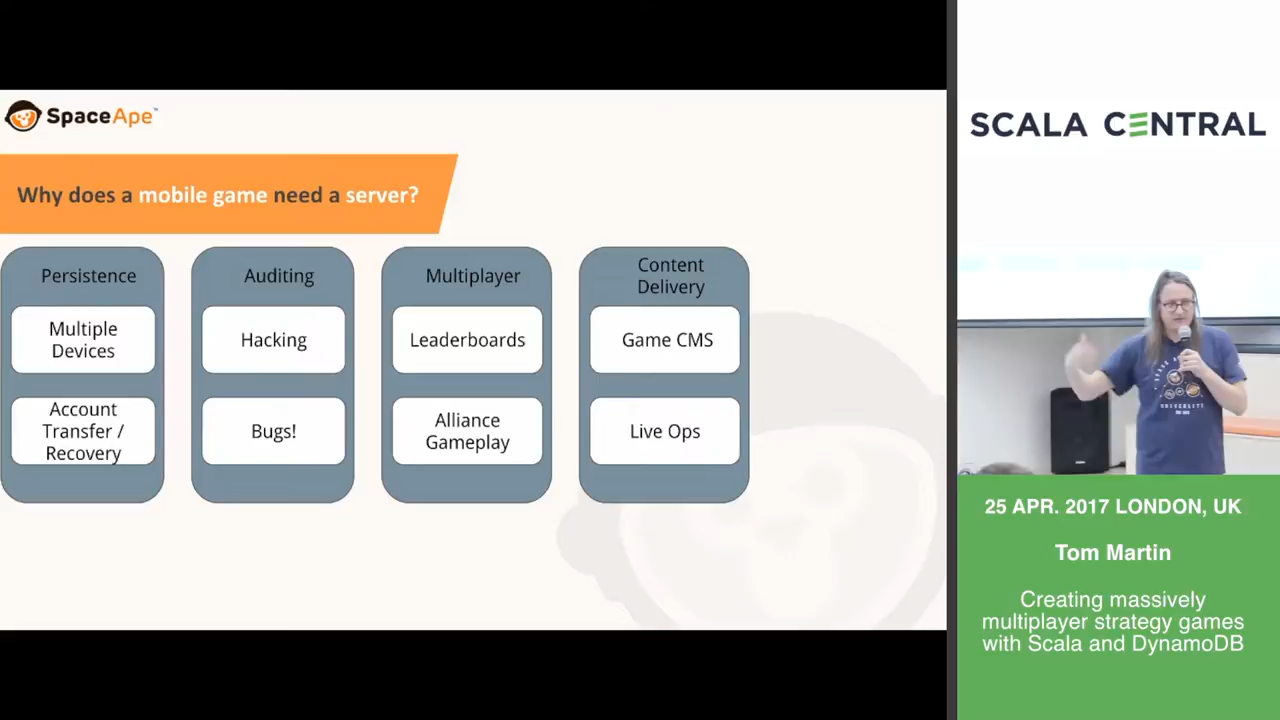 SpaceApe™
Why does a mobile game need a server?
Persistence
Multiple
Devices
Account
Transfer /
Recovery
Auditing
Hacking
Bugs!
Multiplayer
Leaderboards
Alliance
Gameplay
Content
Delivery
Game CMS
Live Ops
SCALA CENTRAL
UNIVERSITY
25 APR. 2017 LONDON, UK
Tom Martin
Creating massively
multiplayer strategy games
with Scala and DynamoDB